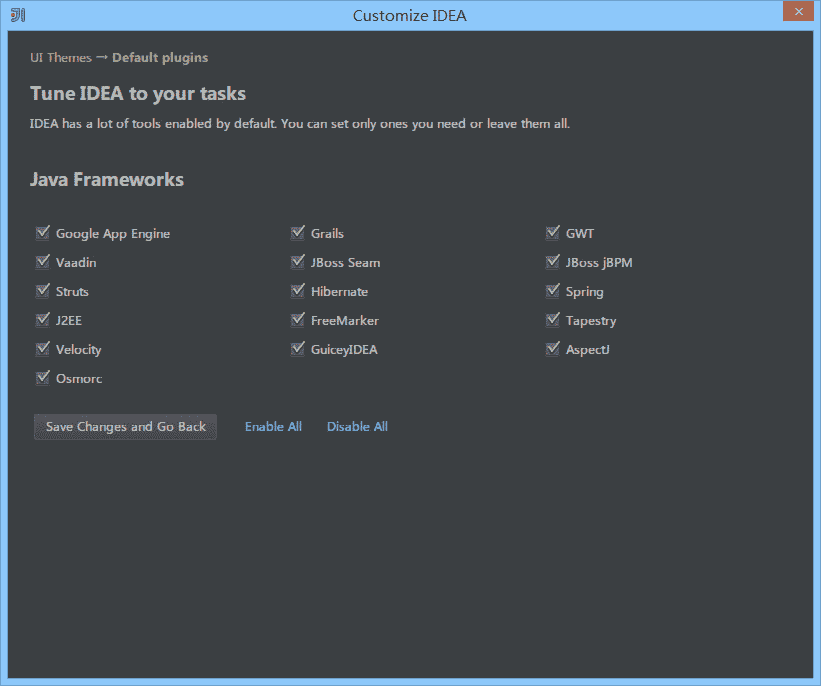 Customize IDEA
UI Themes → Default plugins
Tune IDEA to your tasks
IDEA has a lot of tools enabled by default. You can set only ones you need or leave them all.
Java Frameworks
Google App Engine Grails GWT
Vaadin JBoss Seam JBoss jBPM
Struts Hibernate Spring
J2EE FreeMarker Tapestry
Velocity GuiceyIDEA AspectJ
Osmorc
Save Changes and Go Back Enable All Disable All